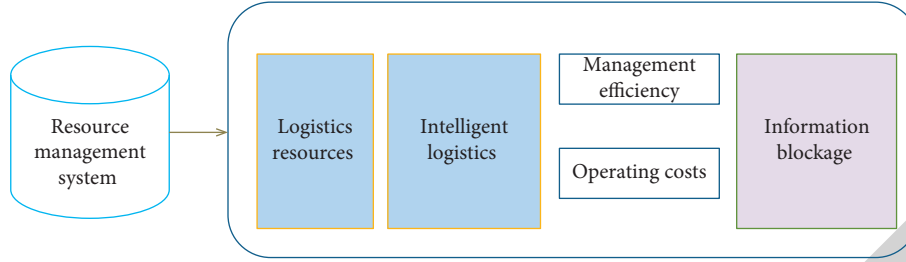 Resource
management
system
Logistics
resources
Intelligent
logistics
Management
efficiency
Operating costs
Information
blockage